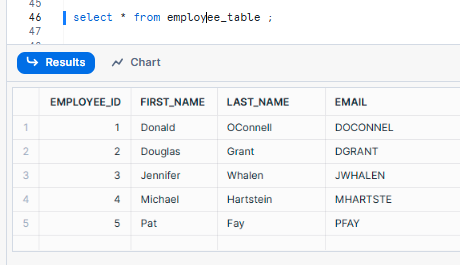 45
46 select * from employee_table ;
47
Results Chart
EMPLOYEE_ID FIRST_NAME LAST_NAME EMAIL
1 1 Donald OConnell DOCONNEL
2 2 Douglas Grant DGRANT
3 3 Jennifer Whalen JWHALEN
4 4 Michael Hartstein MHARTSTE
5 5 Pat Fay PFAY